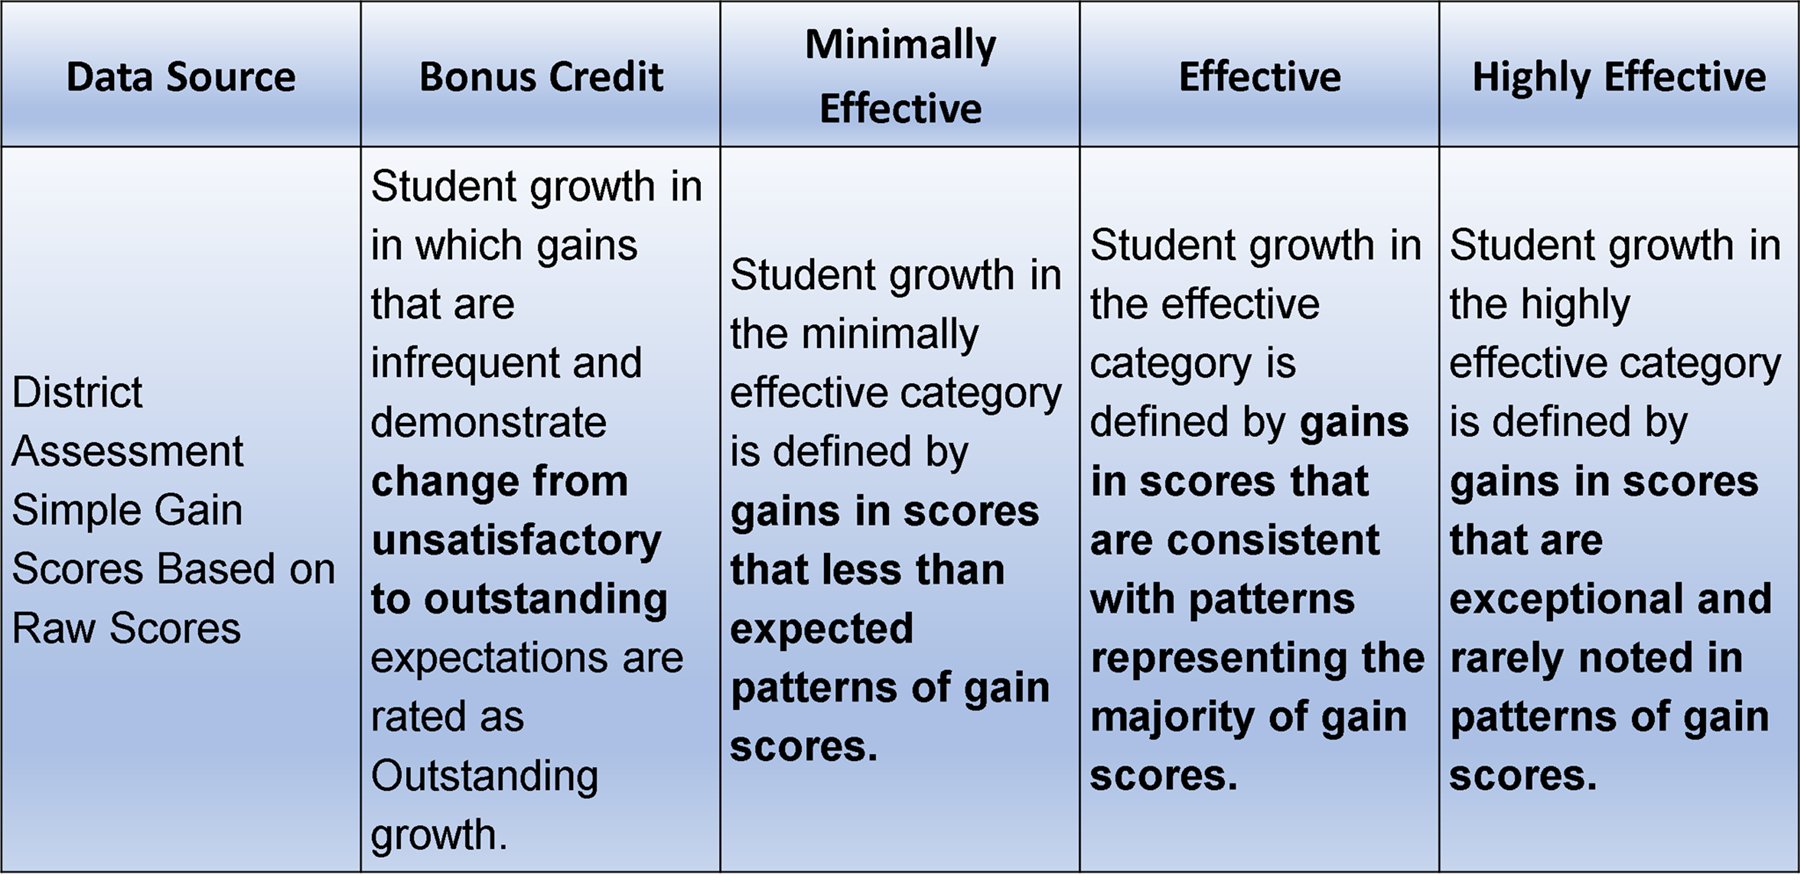 Data Source
Bonus Credit
Minimally
Effective
Effective
Highly Effective
District
Assessment
Simple Gain
Scores Based on
Raw Scores
Student growth in
in which gains
that are
infrequent and
demonstrate
change from
unsatisfactory
to outstanding
expectations are
rated as
Outstanding
growth.
Student growth in
the minimally
effective category
is defined by
gains in scores
that less than
expected
patterns of gain
scores.
Student growth in
the effective
category is
defined by gains
in scores that
are consistent
with patterns
representing the
majority of gain
scores.
Student growth in
the highly
effective category
is defined by
gains in scores
that are
exceptional and
rarely noted in
patterns of gain
scores.